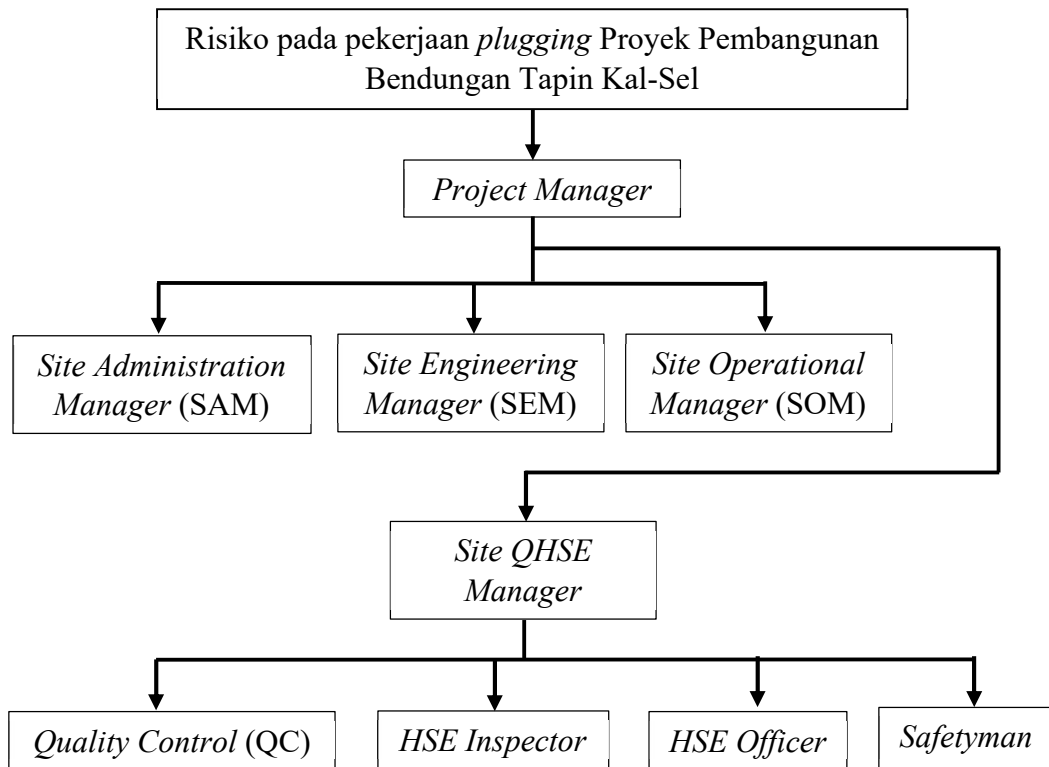 Risiko pada pekerjaan plugging Proyek Pembangunan
Bendungan Tapin Kal-Sel
Project Manager
Site Administration
Manager (SAM)
Site Engineering
Manager (SEM)
Site Operational
Manager (SOM)
Site QHSE
Manager
Quality Control (QC)
HSE Inspector
HSE Officer
Safetyman